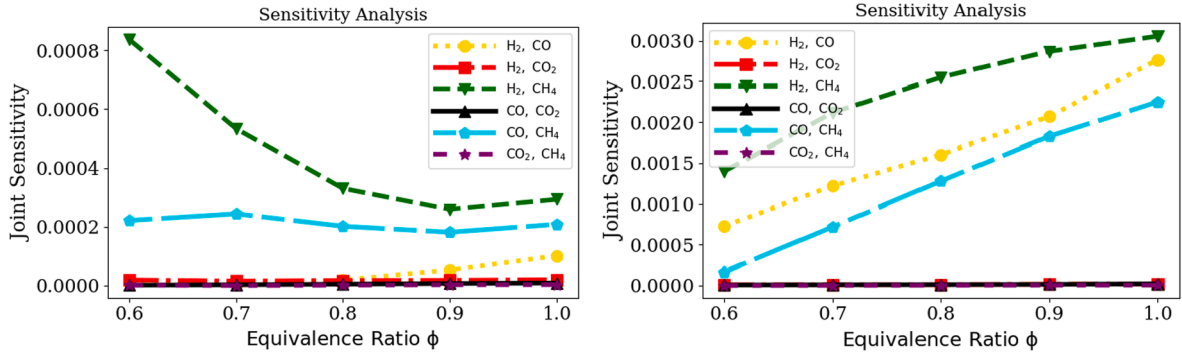 Sensitivity Analysis
Joint Sensitivity
0.0008
0.0006
0.0004
0.0002
0.0000
H₂, CO
H₂, CO₂
H₂, CH₄
CO, CO₂
CO, CH₄
CO₂, CH₄
0.6 0.7 0.8 0.9 1.0
Equivalence Ratio ϕ
Sensitivity Analysis
Joint Sensitivity
0.0030
0.0025
0.0020
0.0015
0.0010
0.0005
0.0000
H₂, CO
H₂, CO₂
H₂, CH₄
CO, CO₂
CO, CH₄
CO₂, CH₄
0.6 0.7 0.8 0.9 1.0
Equivalence Ratio ϕ